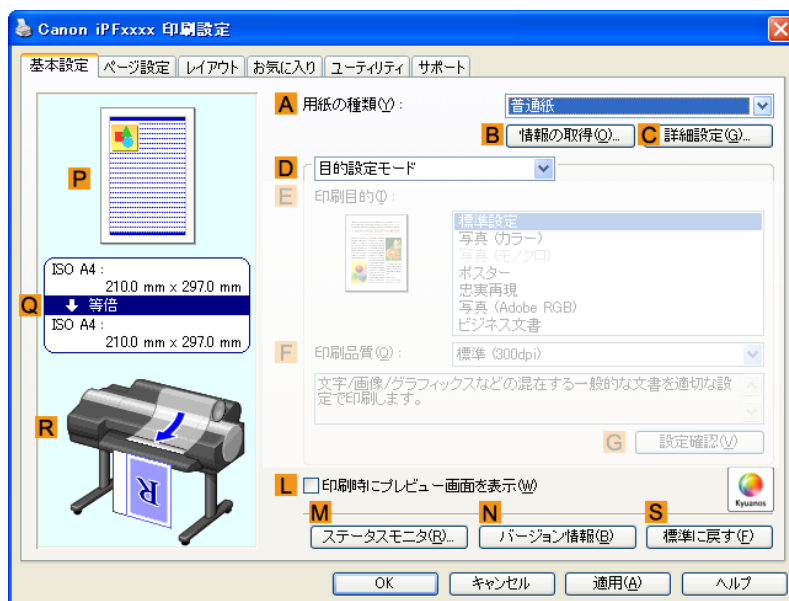 Canon iPFxxxx 印刷設定
基本設定 ページ設定 レイアウト お気に入り ユーティリティ サポート
A 用紙の種類(Y): 普通紙
B 情報の取得(O)... C 詳細設定(G)...
D 目的設定モード
P
E 印刷目的(I):
標準設定
写真 (カラー)
写真 (モノクロ)
ポスター
忠実再現
写真 (Adobe RGB)
ビジネス文書
ISO A4 :
210.0 mm x 297.0 mm
Q 等倍
ISO A4 :
210.0 mm x 297.0 mm
F 印刷品質(Q): 標準 (300dpi)
文字/画像/グラフィックスなどの混在する一般的な文書を適切な設
定で印刷します。
R
G 設定確認(V)
R
L 印刷時にプレビュー画面を表示(W)
Kyuanos
M N S
ステータスモニタ(R)... バージョン情報(B) 標準に戻す(F)
OK キャンセル 適用(A) ヘルプ